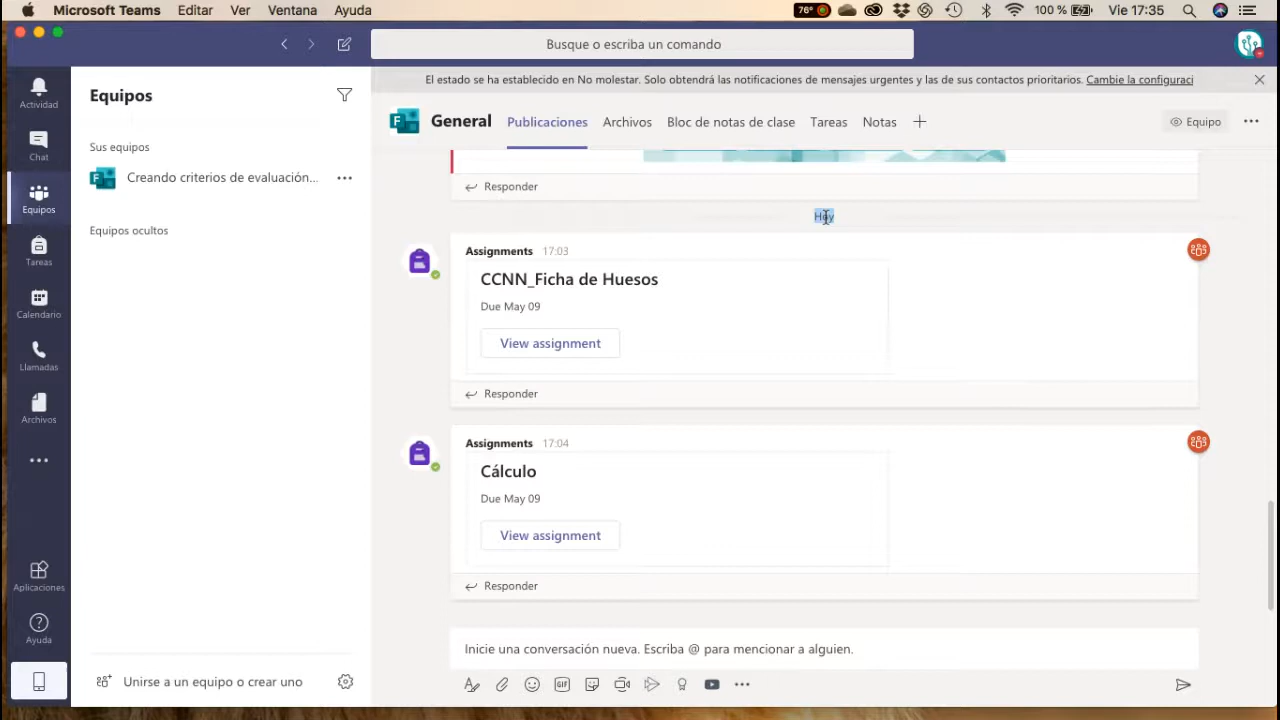 Microsoft Teams Editar Ver Ventana Ayuda 76° 100 % Vie 17:35
Busque o escriba un comando
El estado se ha establecido en No molestar. Solo obtendrá las notificaciones de mensajes urgentes y las de sus contactos prioritarios. Cambie la configuraci
Actividad
Chat
Equipos
Tareas
Calendario
Llamadas
Archivos
Aplicaciones
Ayuda
Equipos
Sus equipos
Creando criterios de evaluación...
Equipos ocultos
Unirse a un equipo o crear uno
F General Publicaciones Archivos Bloc de notas de clase Tareas Notas Equipo
Responder
Hoy
Assignments 17:03
CCNN_Ficha de Huesos
Due May 09
View assignment
Responder
Assignments 17:04
Cálculo
Due May 09
View assignment
Responder
Inicie una conversación nueva. Escriba @ para mencionar a alguien.
GIF